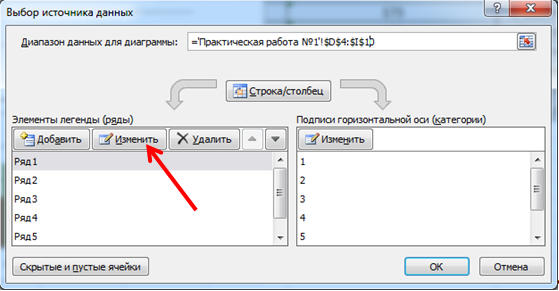 Выбор источника данных
Диапазон данных для диаграммы: ='Практическая работа №1'!$D$4:$I$1
Строка/столбец
Элементы легенды (ряды)
Добавить Изменить Удалить
Ряд1
Ряд2
Ряд3
Ряд4
Ряд5
Подписи горизонтальной оси (категории)
Изменить
1
2
3
4
5
Скрытые и пустые ячейки
ОК Отмена